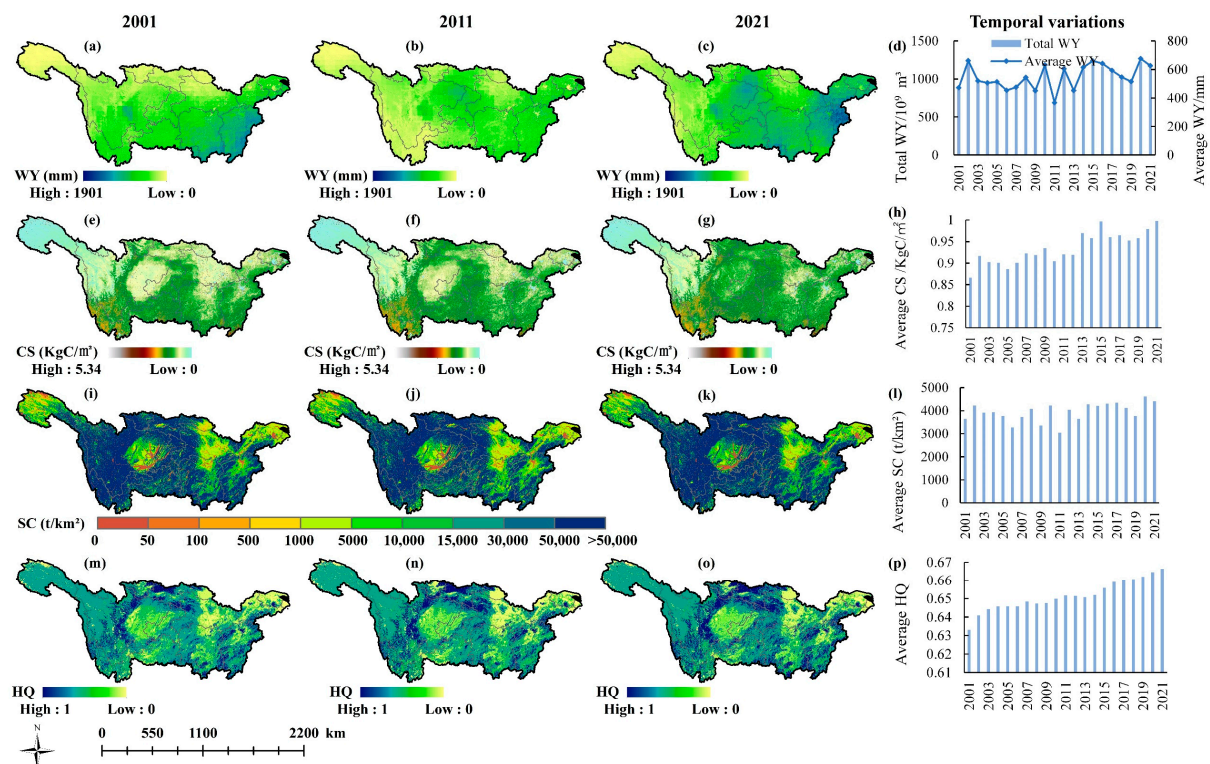 2001 2011 2021 Temporal variations
(a) (b) (c) (d)
Total WY
Average WY
1500
1000
500
0
800
600
400
200
0
Total WY/10⁹ m³
Average WY/mm
2001 2003 2005 2007 2009 2011 2013 2015 2017 2019 2021
WY (mm) WY (mm) WY (mm)
High : 1901 Low : 0 High : 1901 Low : 0 High : 1901 Low : 0
(e) (f) (g) (h)
1
0.95
0.9
0.85
0.8
0.75
Average CS /KgC/m²
2001 2003 2005 2007 2009 2011 2013 2015 2017 2019 2021
CS (KgC/m²) CS (KgC/m²) CS (KgC/m²)
High : 5.34 Low : 0 High : 5.34 Low : 0 High : 5.34 Low : 0
(i) (j) (k) (l)
5000
4000
3000
2000
1000
0
Average SC (t/km²)
2001 2003 2005 2007 2009 2011 2013 2015 2017 2019 2021
SC (t/km²)
0 50 100 500 1000 5000 10,000 15,000 30,000 50,000 >50,000
(m) (n) (o) (p)
0.67
0.66
0.65
0.64
0.63
0.62
0.61
Average HQ
2001 2003 2005 2007 2009 2011 2013 2015 2017 2019 2021
HQ HQ HQ
High : 1 Low : 0 High : 1 Low : 0 High : 1 Low : 0
N
0 550 1100 2200 km